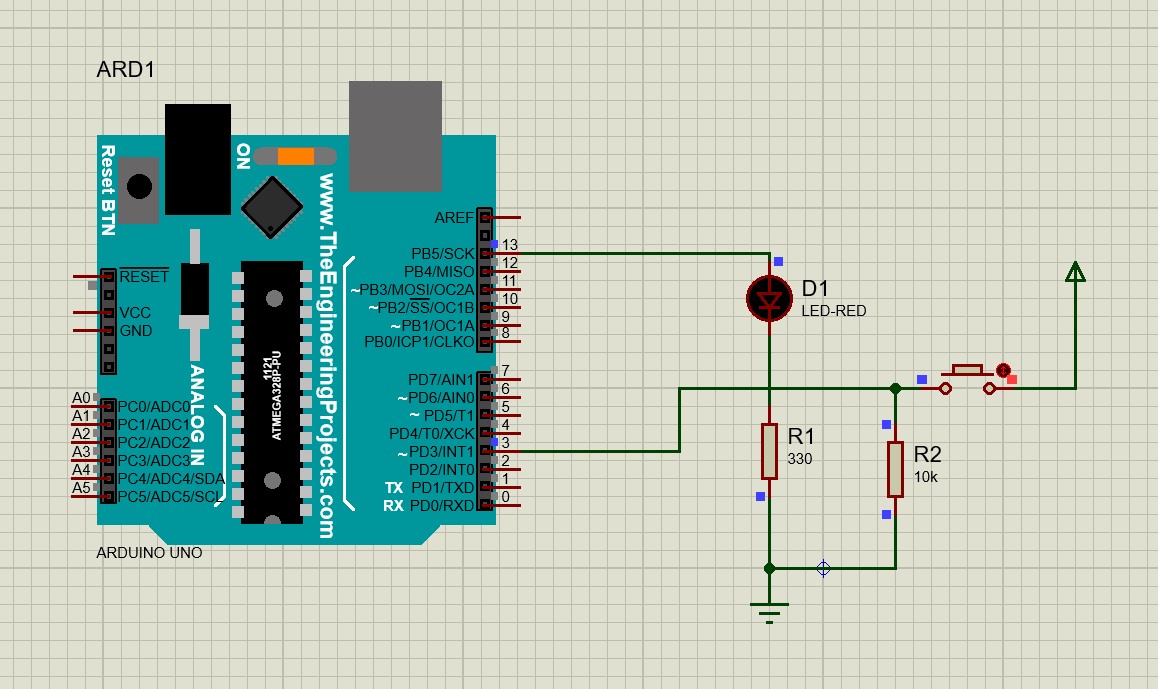 ARD1
Reset BTN
ON
www.TheEngineeringProjects.com
ANALOG IN
1121
ATMEGA328P-PU
RESET
VCC
GND
A0 PC0/ADC0
A1 PC1/ADC1
A2 PC2/ADC2
A3 PC3/ADC3
A4 PC4/ADC4/SDA
A5 PC5/ADC5/SCL
AREF
PB5/SCK 13
PB4/MISO 12
~PB3/MOSI/OC2A 11
~PB2/SS/OC1B 10
~PB1/OC1A 9
PB0/ICP1/CLKO 8
PD7/AIN1 7
~PD6/AIN0 6
~PD5/T1 5
PD4/T0/XCK 4
~PD3/INT1 3
PD2/INT0 2
TX PD1/TXD 1
RX PD0/RXD 0
ARDUINO UNO
D1
LED-RED
R1
330
R2
10k